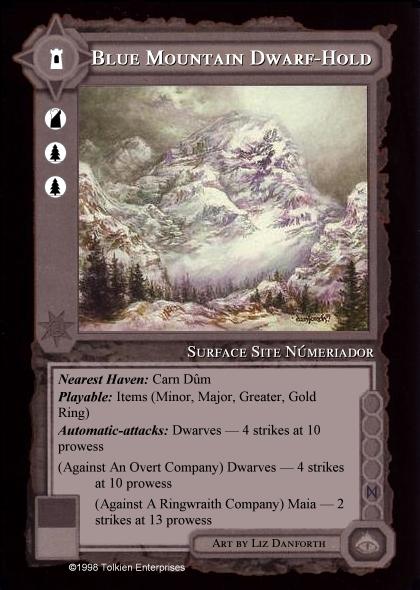 Blue Mountain Dwarf-Hold
Surface Site Númeriador
Nearest Haven: Carn Dûm
Playable: Items (Minor, Major, Greater, Gold
Ring)
Automatic-attacks: Dwarves — 4 strikes at 10
prowess
(Against An Overt Company) Dwarves — 4 strikes
at 10 prowess
(Against A Ringwraith Company) Maia — 2
strikes at 13 prowess
Art by Liz Danforth
©1998 Tolkien Enterprises